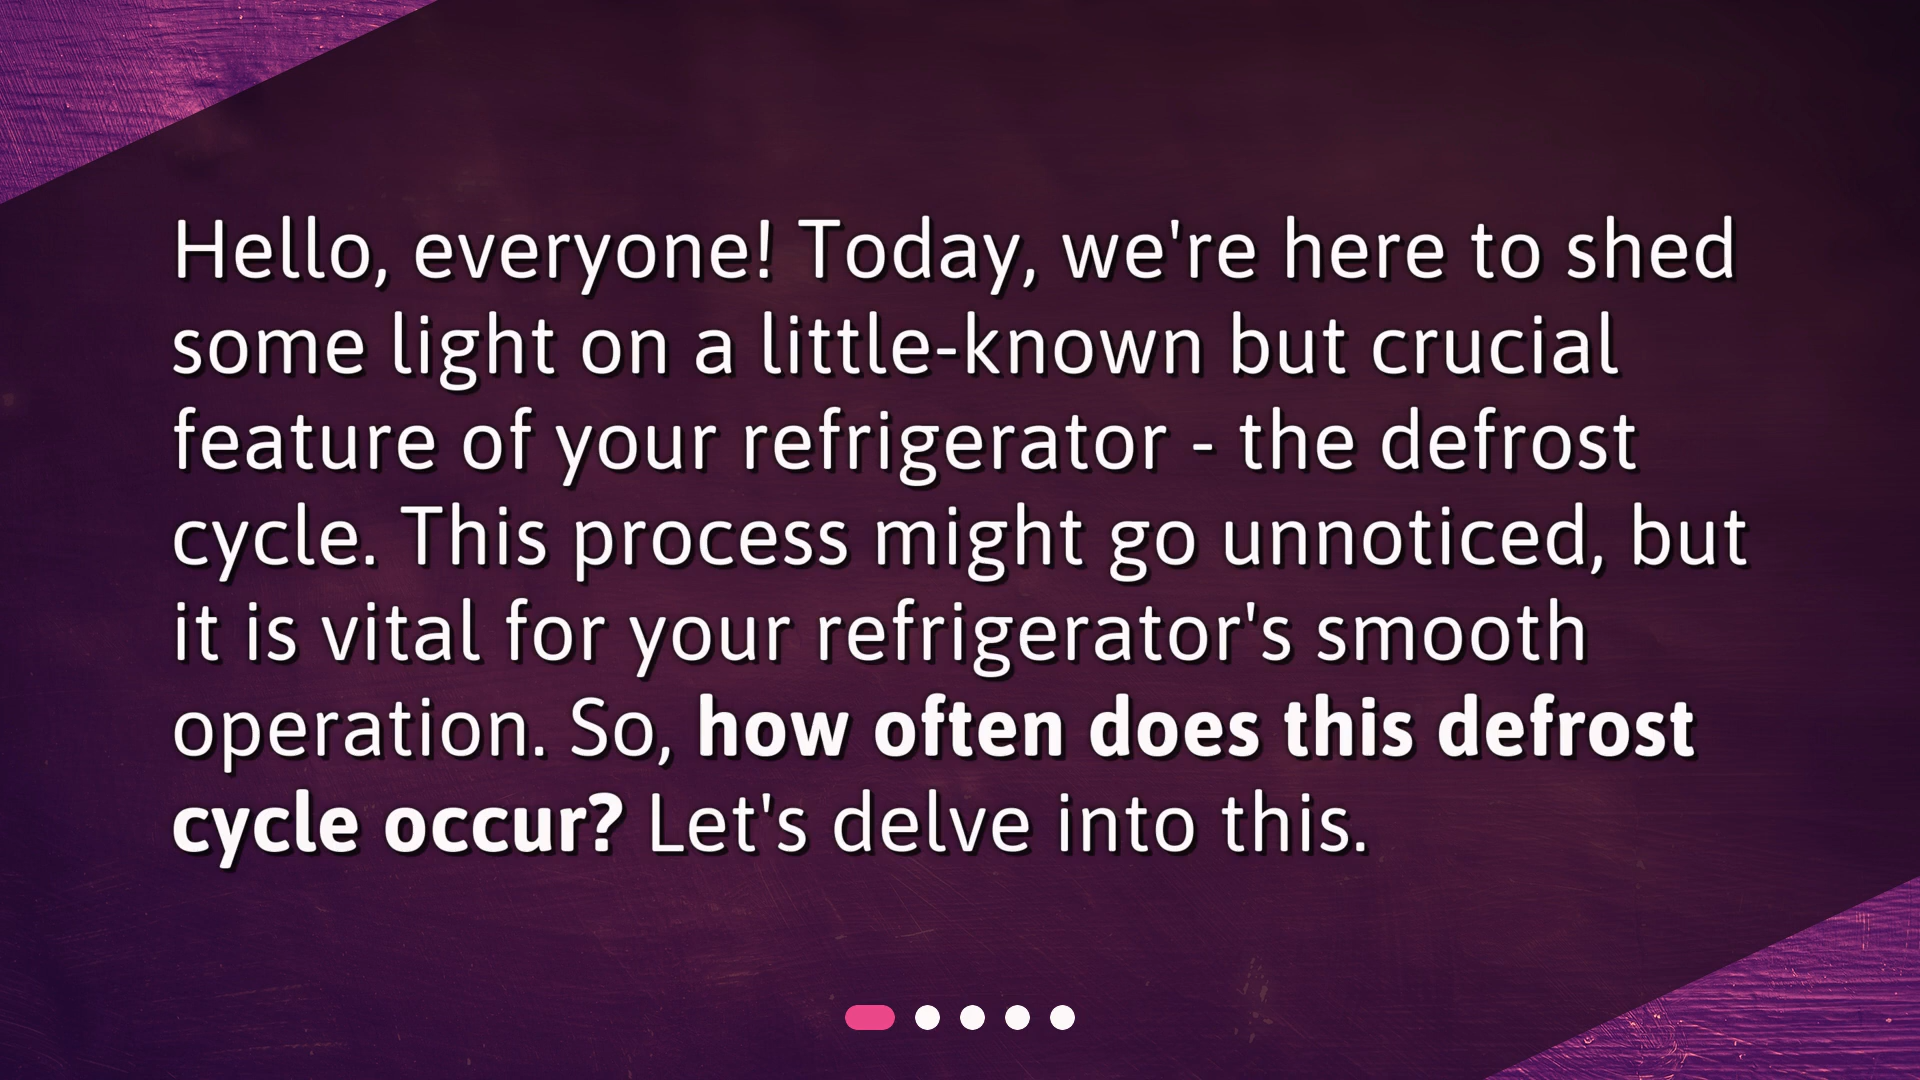 Hello, everyone! Today, we're here to shed
some light on a little-known but crucial
feature of your refrigerator - the defrost
cycle. This process might go unnoticed, but
it is vital for your refrigerator's smooth
operation. So, how often does this defrost
cycle occur? Let's delve into this.